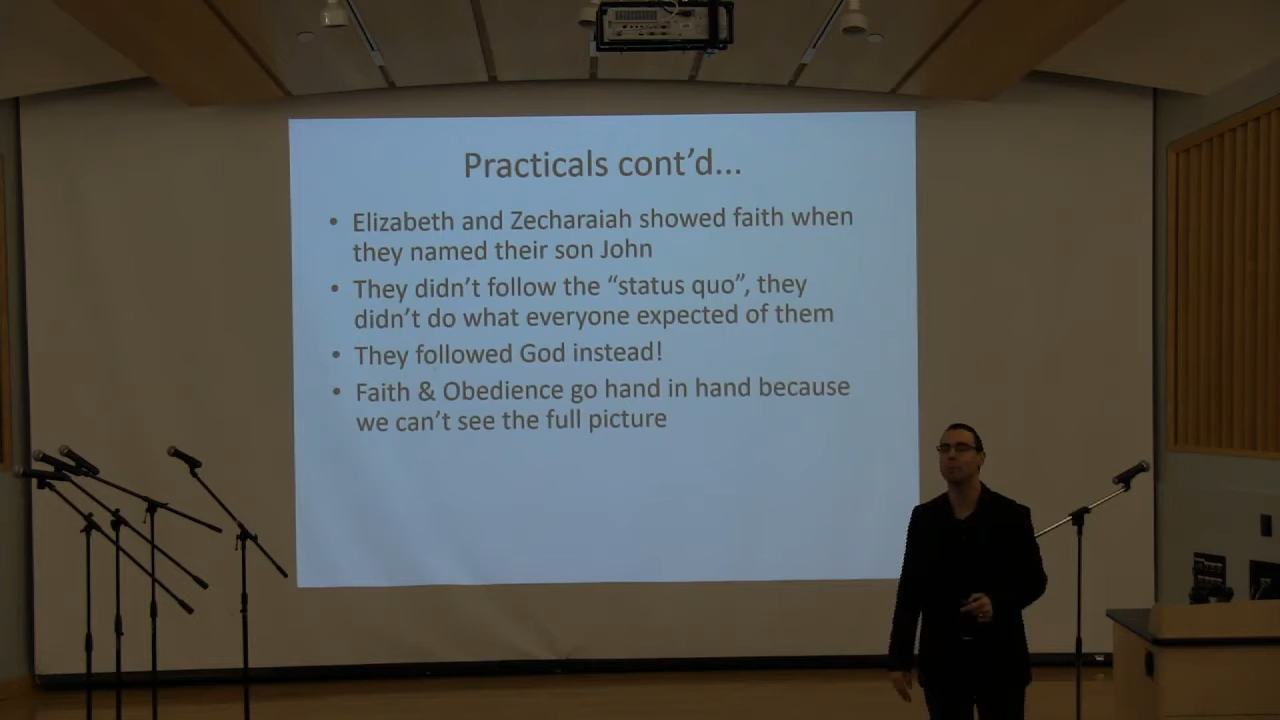 Practicals cont’d...
• Elizabeth and Zecharaiah showed faith when
they named their son John
• They didn’t follow the “status quo”, they
didn’t do what everyone expected of them
• They followed God instead!
• Faith & Obedience go hand in hand because
we can’t see the full picture